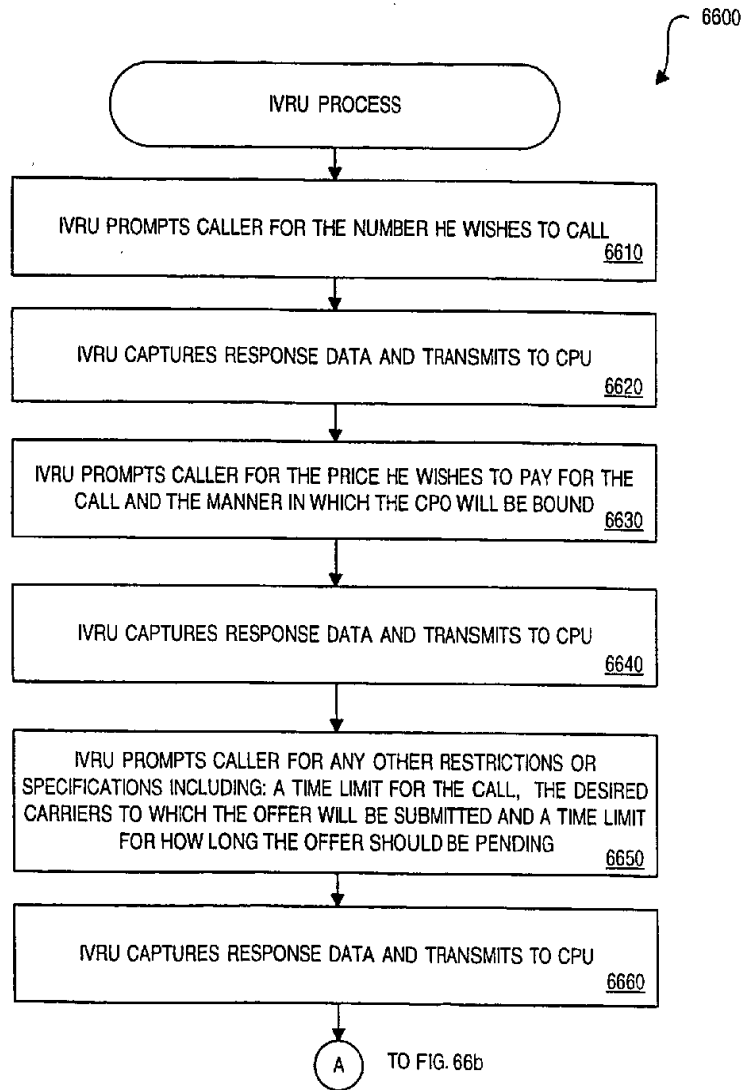 6600
IVRU PROCESS
IVRU PROMPTS CALLER FOR THE NUMBER HE WISHES TO CALL
6610
IVRU CAPTURES RESPONSE DATA AND TRANSMITS TO CPU
6620
IVRU PROMPTS CALLER FOR THE PRICE HE WISHES TO PAY FOR THE
CALL AND THE MANNER IN WHICH THE CPO WILL BE BOUND
6630
IVRU CAPTURES RESPONSE DATA AND TRANSMITS TO CPU
6640
IVRU PROMPTS CALLER FOR ANY OTHER RESTRICTIONS OR
SPECIFICATIONS INCLUDING: A TIME LIMIT FOR THE CALL, THE DESIRED
CARRIERS TO WHICH THE OFFER WILL BE SUBMITTED AND A TIME LIMIT
FOR HOW LONG THE OFFER SHOULD BE PENDING
6650
IVRU CAPTURES RESPONSE DATA AND TRANSMITS TO CPU
6660
A TO FIG. 66b